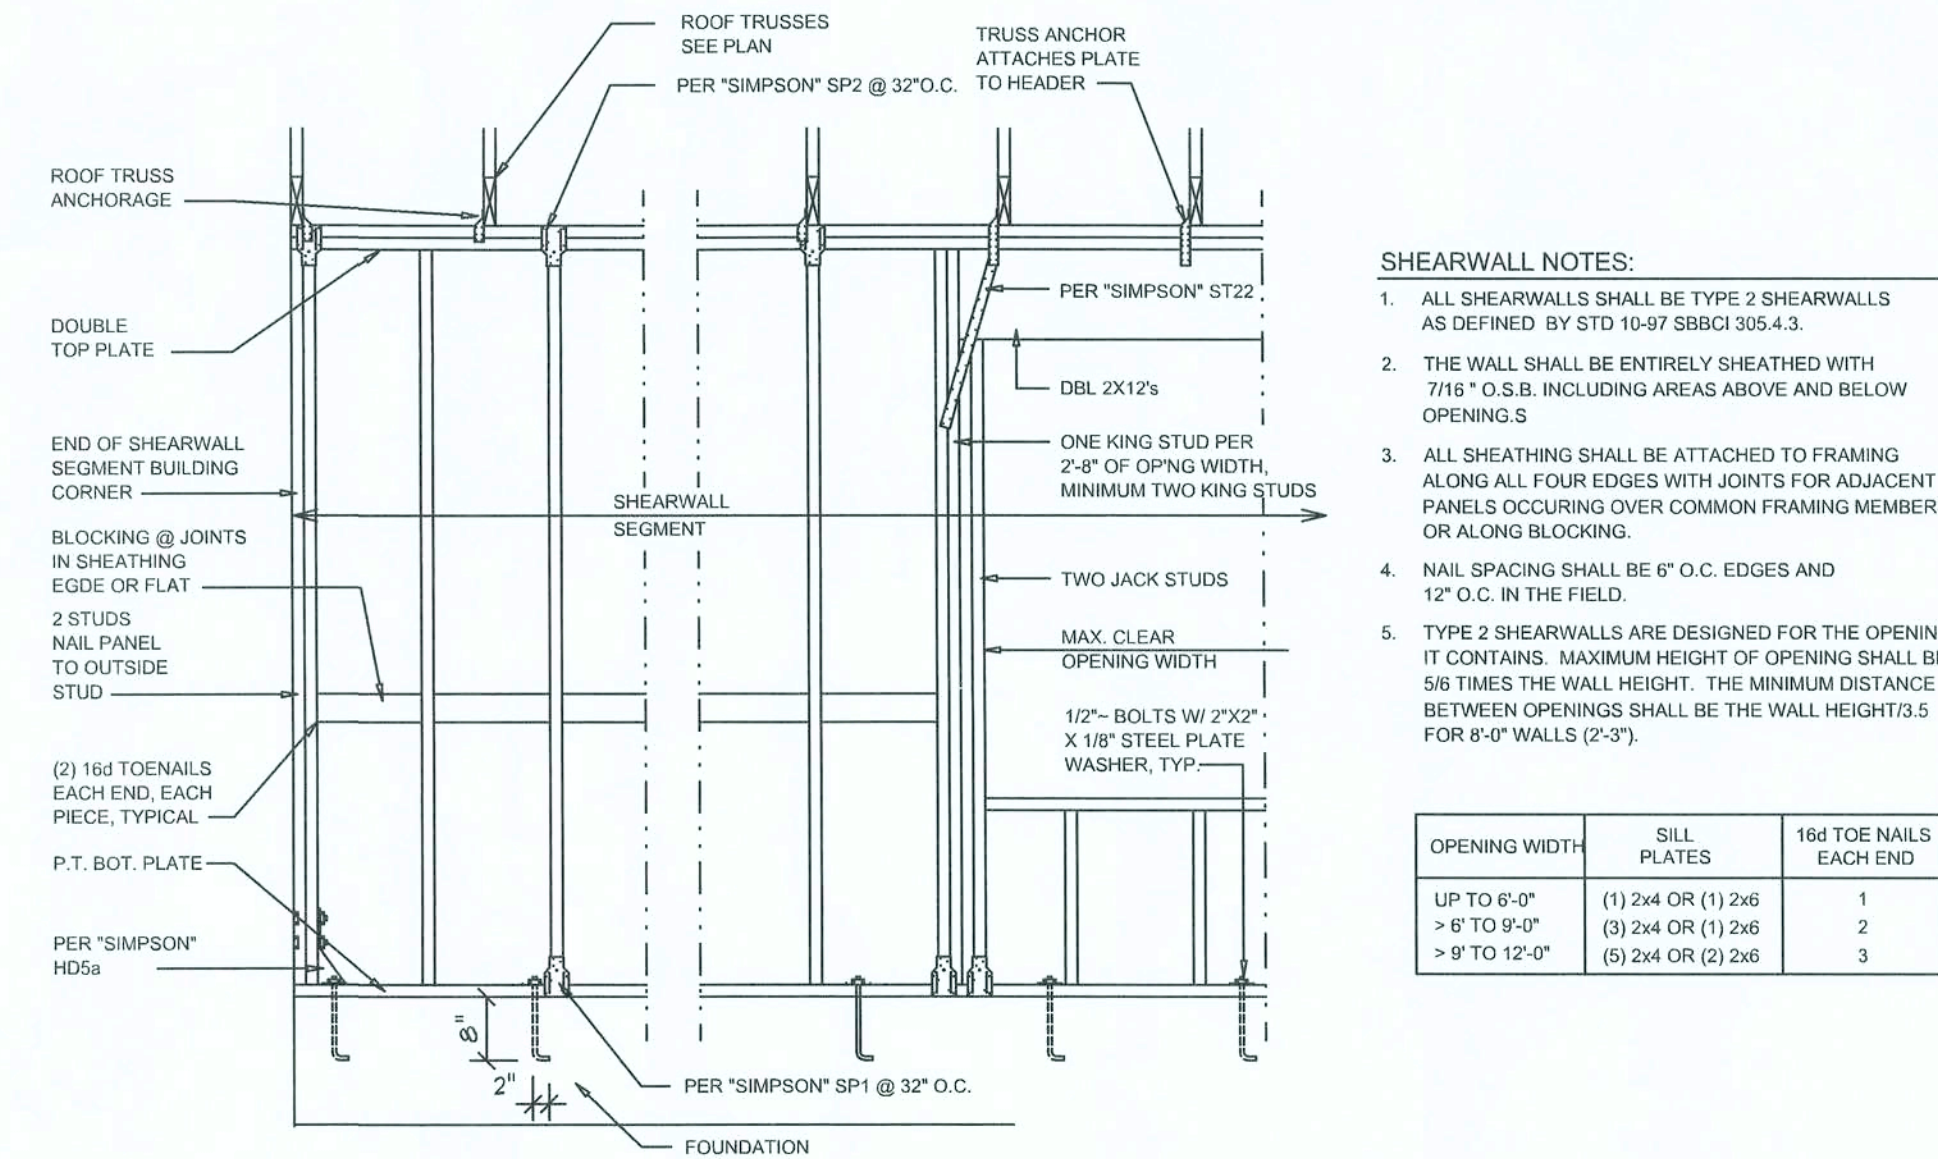 ROOF TRUSSES
SEE PLAN
PER "SIMPSON" SP2 @ 32"O.C.
TRUSS ANCHOR
ATTACHES PLATE
TO HEADER
ROOF TRUSS
ANCHORAGE
DOUBLE
TOP PLATE
END OF SHEARWALL
SEGMENT BUILDING
CORNER
BLOCKING @ JOINTS
IN SHEATHING
EGDE OR FLAT
2 STUDS
NAIL PANEL
TO OUTSIDE
STUD
(2) 16d TOENAILS
EACH END, EACH
PIECE, TYPICAL
P.T. BOT. PLATE
PER "SIMPSON"
HD5a
SHEARWALL
SEGMENT
PER "SIMPSON" ST22
DBL 2X12's
ONE KING STUD PER
2'-8" OF OP'NG WIDTH,
MINIMUM TWO KING STUDS
TWO JACK STUDS
MAX. CLEAR
OPENING WIDTH
1/2"~ BOLTS W/ 2"X2"
X 1/8" STEEL PLATE
WASHER, TYP.
8"
2"
PER "SIMPSON" SP1 @ 32" O.C.
FOUNDATION
SHEARWALL NOTES:
1. ALL SHEARWALLS SHALL BE TYPE 2 SHEARWALLS
AS DEFINED BY STD 10-97 SBBCI 305.4.3.
2. THE WALL SHALL BE ENTIRELY SHEATHED WITH
7/16 " O.S.B. INCLUDING AREAS ABOVE AND BELOW
OPENING.S
3. ALL SHEATHING SHALL BE ATTACHED TO FRAMING
ALONG ALL FOUR EDGES WITH JOINTS FOR ADJACENT
PANELS OCCURING OVER COMMON FRAMING MEMBER
OR ALONG BLOCKING.
4. NAIL SPACING SHALL BE 6" O.C. EDGES AND
12" O.C. IN THE FIELD.
5. TYPE 2 SHEARWALLS ARE DESIGNED FOR THE OPENIN
IT CONTAINS. MAXIMUM HEIGHT OF OPENING SHALL B
5/6 TIMES THE WALL HEIGHT. THE MINIMUM DISTANCE
BETWEEN OPENINGS SHALL BE THE WALL HEIGHT/3.5
FOR 8'-0" WALLS (2'-3").
OPENING WIDTH
SILL
PLATES
16d TOE NAILS
EACH END
UP TO 6'-0" (1) 2x4 OR (1) 2x6 1
> 6' TO 9'-0" (3) 2x4 OR (1) 2x6 2
> 9' TO 12'-0" (5) 2x4 OR (2) 2x6 3